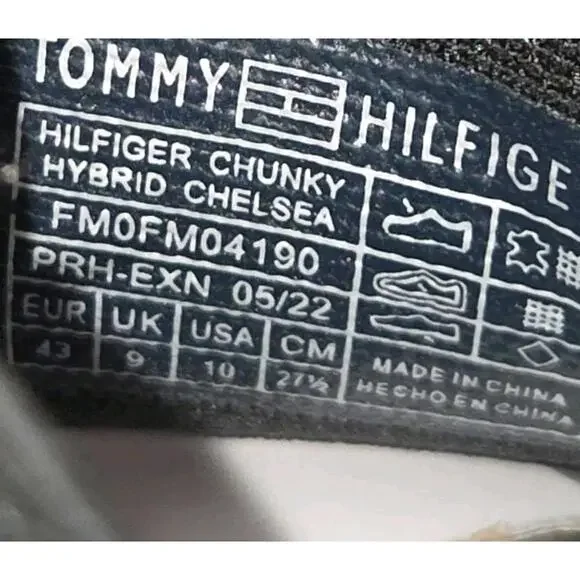 TOMMY HILFIGE
HILFIGER CHUNKY
HYBRID CHELSEA
FM0FM04190
PRH-EXN 05/22
EUR UK USA CM
43 9 10 27½
MADE IN CHINA
HECHO EN CHINA